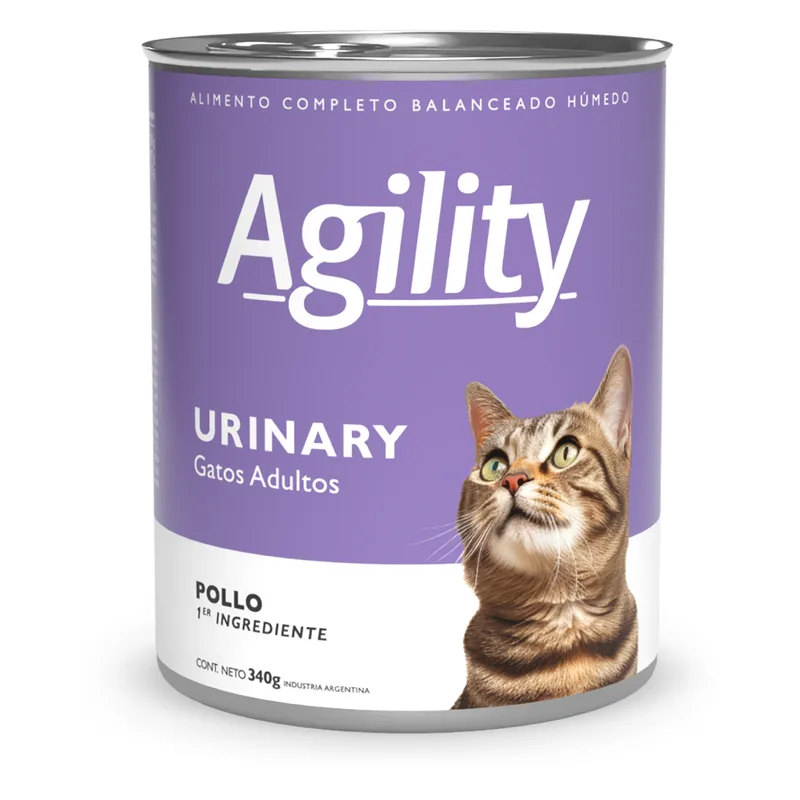 ALIMENTO COMPLETO BALANCEADO HÚMEDO
Agility
URINARY
Gatos Adultos
POLLO
1ER INGREDIENTE
CONT. NETO 340g INDUSTRIA ARGENTINA